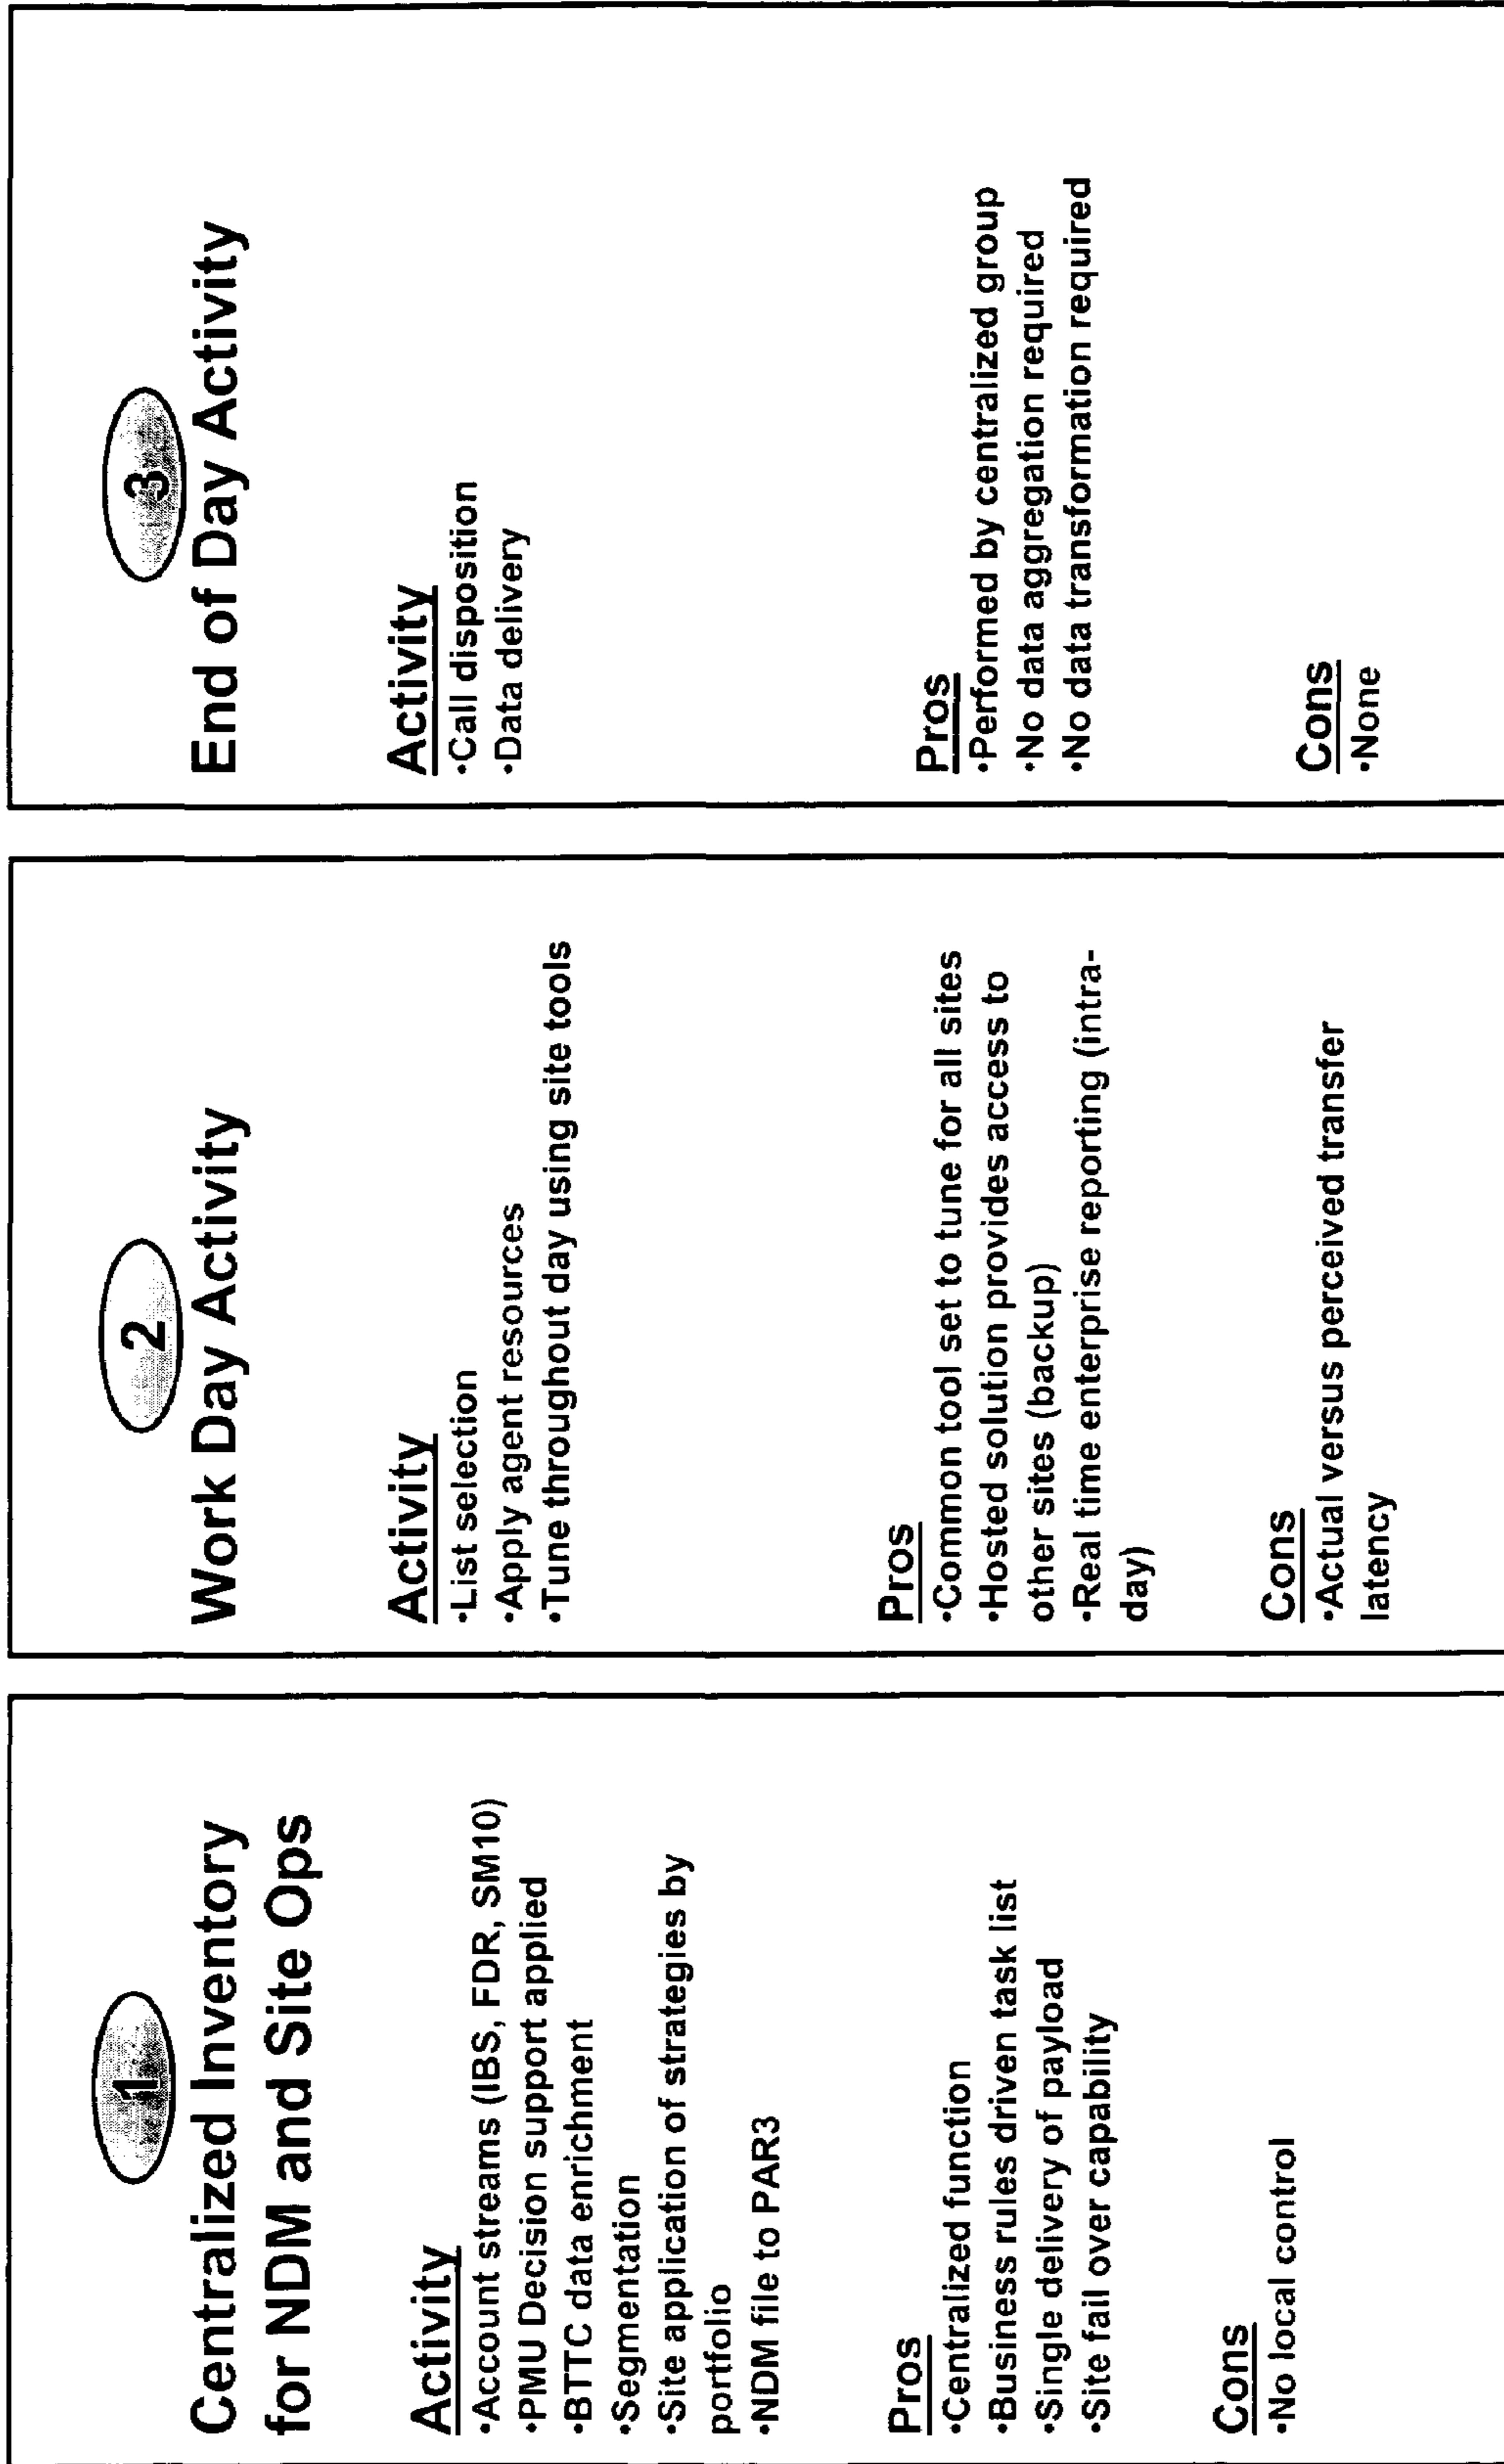 1
Centralized Inventory
for NDM and Site Ops
Activity
•Account streams (IBS, FDR, SM10)
•PMU Decision support applied
•BTTC data enrichment
•Segmentation
•Site application of strategies by
portfolio
•NDM file to PAR3
Pros
•Centralized function
•Business rules driven task list
•Single delivery of payload
•Site fail over capability
Cons
•No local control
2
Work Day Activity
Activity
•List selection
•Apply agent resources
•Tune throughout day using site tools
Pros
•Common tool set to tune for all sites
•Hosted solution provides access to
other sites (backup)
•Real time enterprise reporting (intra-
day)
Cons
•Actual versus perceived transfer
latency
3
End of Day Activity
Activity
•Call disposition
•Data delivery
Pros
•Performed by centralized group
•No data aggregation required
•No data transformation required
Cons
•None